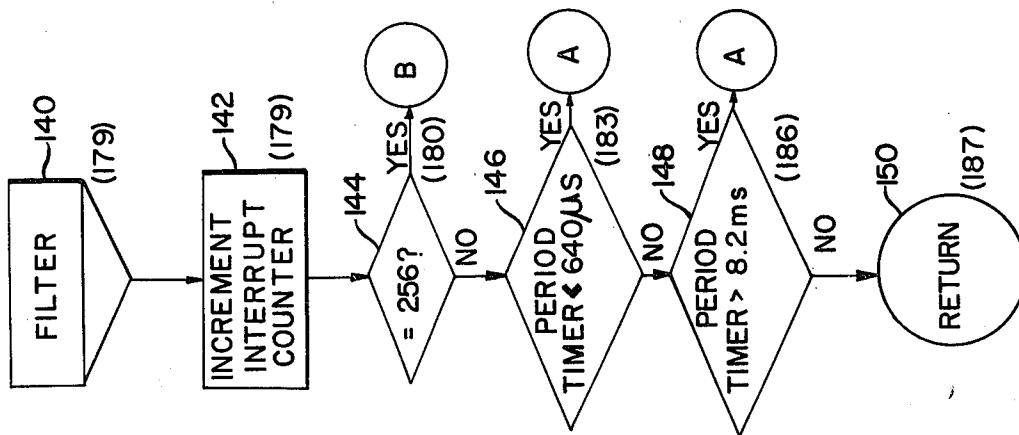 FILTER
140
(179)
INCREMENT
INTERRUPT
COUNTER
142
(179)
= 256?
144
YES
(180)
B
NO
PERIOD
TIMER < 640μS
146
YES
(183)
A
NO
PERIOD
TIMER > 8.2ms
148
YES
(186)
A
NO
RETURN
150
(187)